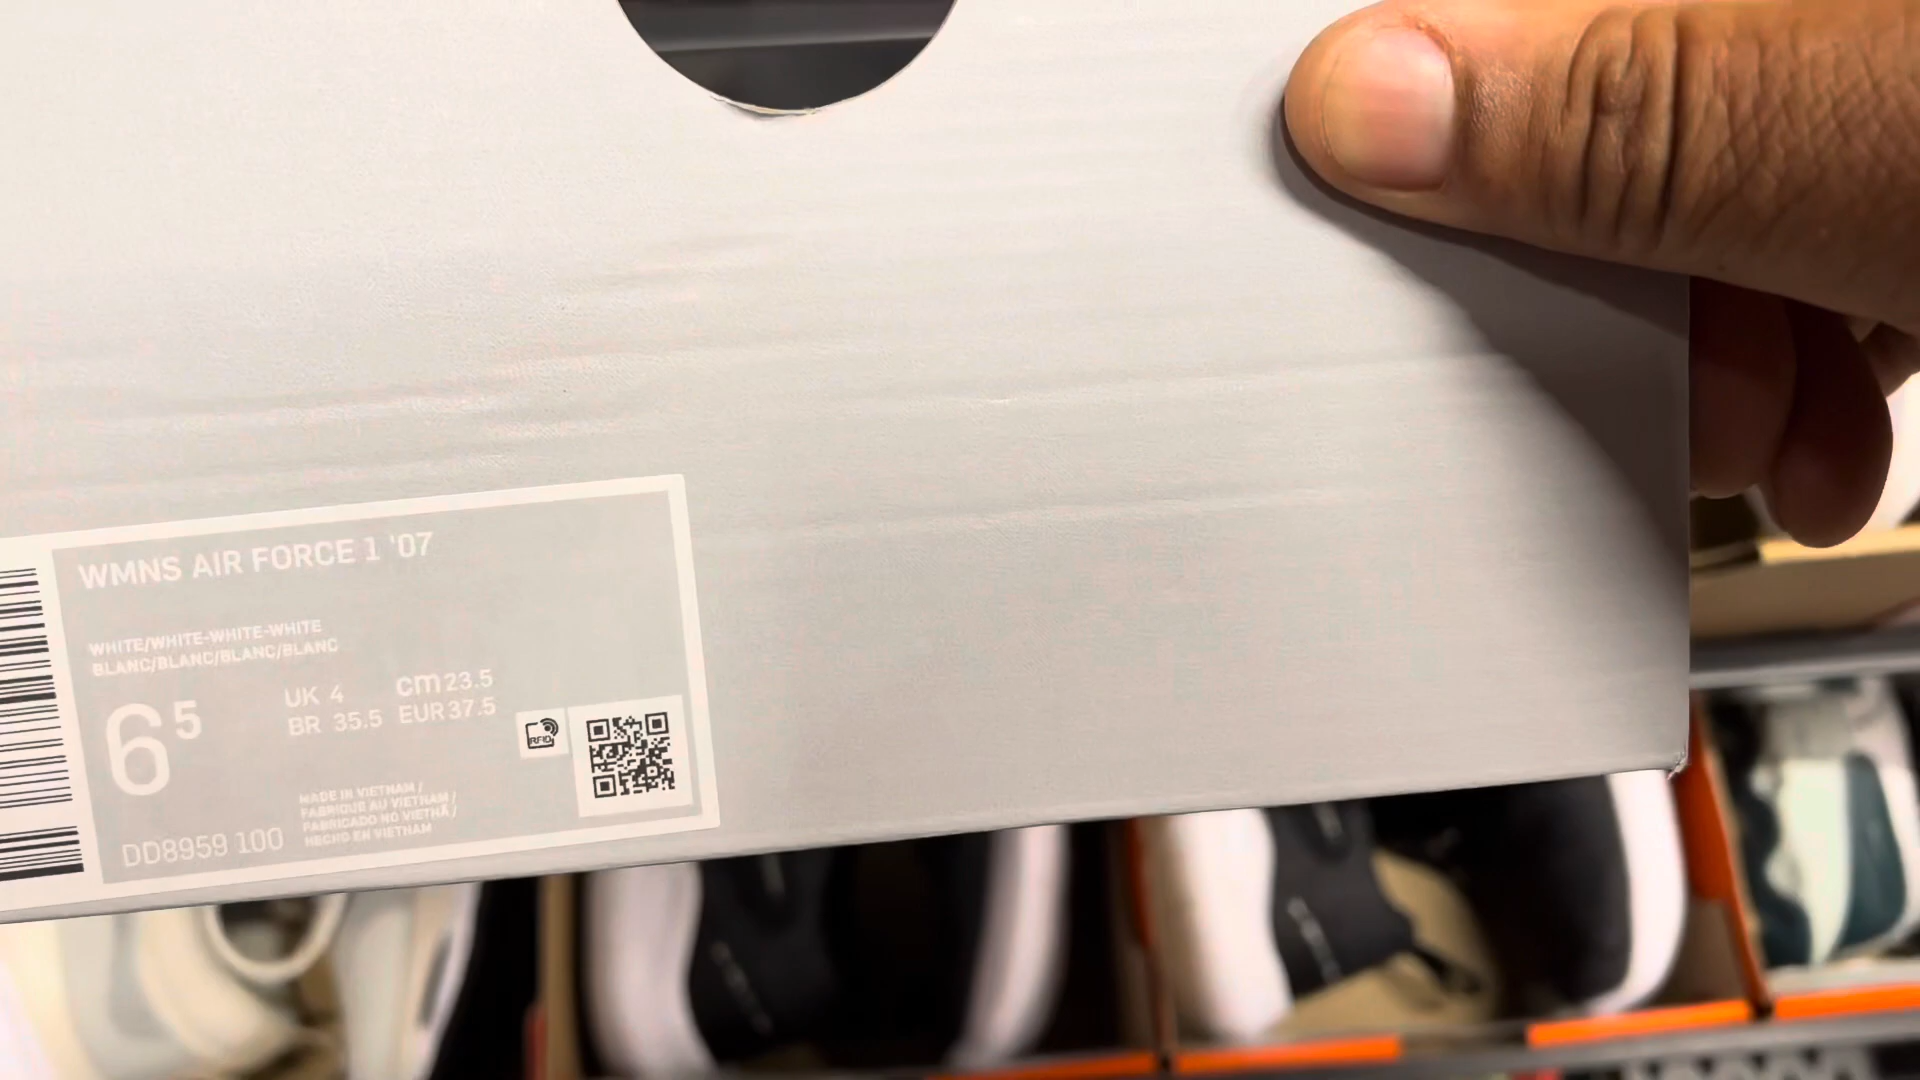 WMNS AIR FORCE 1 '07
WHITE/WHITE-WHITE-WHITE
BLANC/BLANC/BLANC/BLANC
6⁵
UK 4 cm 23.5
BR 35.5 EUR 37.5
RFID
MADE IN VIETNAM /
FABRIQUE AU VIETNAM /
FABRICADO NO VIETNÃ /
HECHO EN VIETNAM
DD8959 100